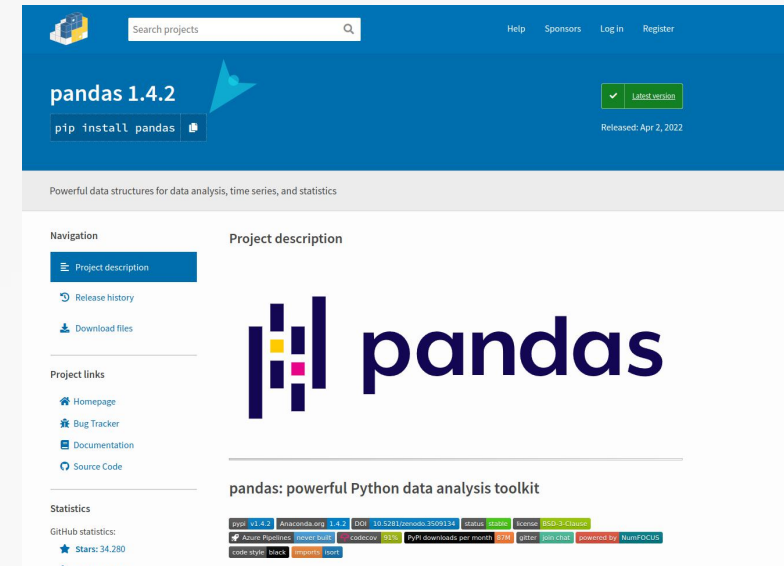 Search projects
Help Sponsors Log in Register
pandas 1.4.2
Latest version
pip install pandas
Released: Apr 2, 2022
Powerful data structures for data analysis, time series, and statistics
Navigation
Project description
Release history
Download files
Project links
Homepage
Bug Tracker
Documentation
Source Code
Statistics
GitHub statistics:
Stars: 34.280
Project description
pandas
pandas: powerful Python data analysis toolkit
pypi v1.4.2 Anaconda.org 1.4.2 DOI 10.5281/zenodo.3509134 status stable license BSD-3-Clause
Azure Pipelines never built codecov 91% PyPI downloads per month 87M gitter join chat powered by NumFOCUS
code style black imports isort